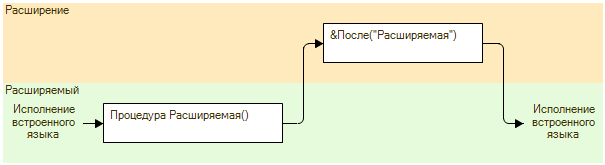 Расширение
&После("Расширяемая")
Расширяемый
Исполнение
встроенного
языка
Процедура Расширяемая()
Исполнение
встроенного
языка